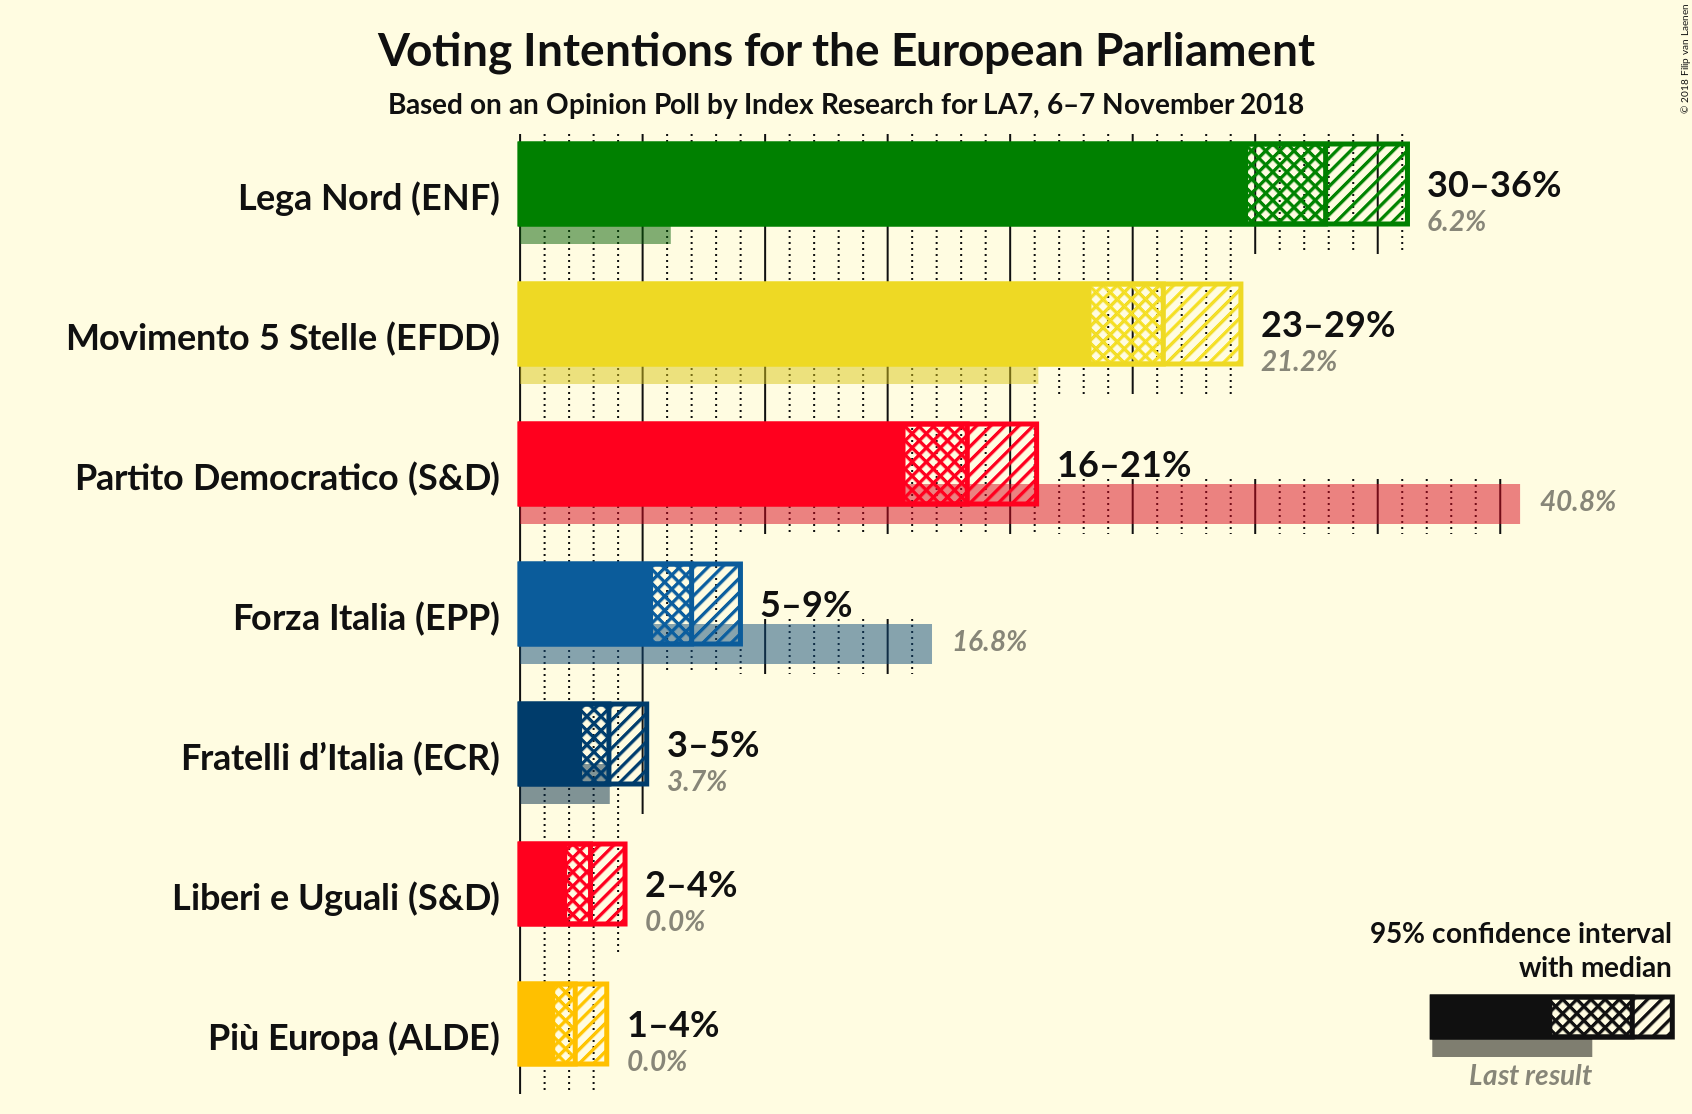 Voting Intentions for the European Parliament
Based on an Opinion Poll by Index Research for LA7, 6–7 November 2018
© 2018 Filip van Laenen
Lega Nord (ENF)
30–36%
6.2%
Movimento 5 Stelle (EFDD)
23–29%
21.2%
Partito Democratico (S&D)
16–21%
40.8%
Forza Italia (EPP)
5–9%
16.8%
Fratelli d’Italia (ECR)
3–5%
3.7%
Liberi e Uguali (S&D)
2–4%
0.0%
Più Europa (ALDE)
1–4%
0.0%
95% confidence interval
with median
Last result